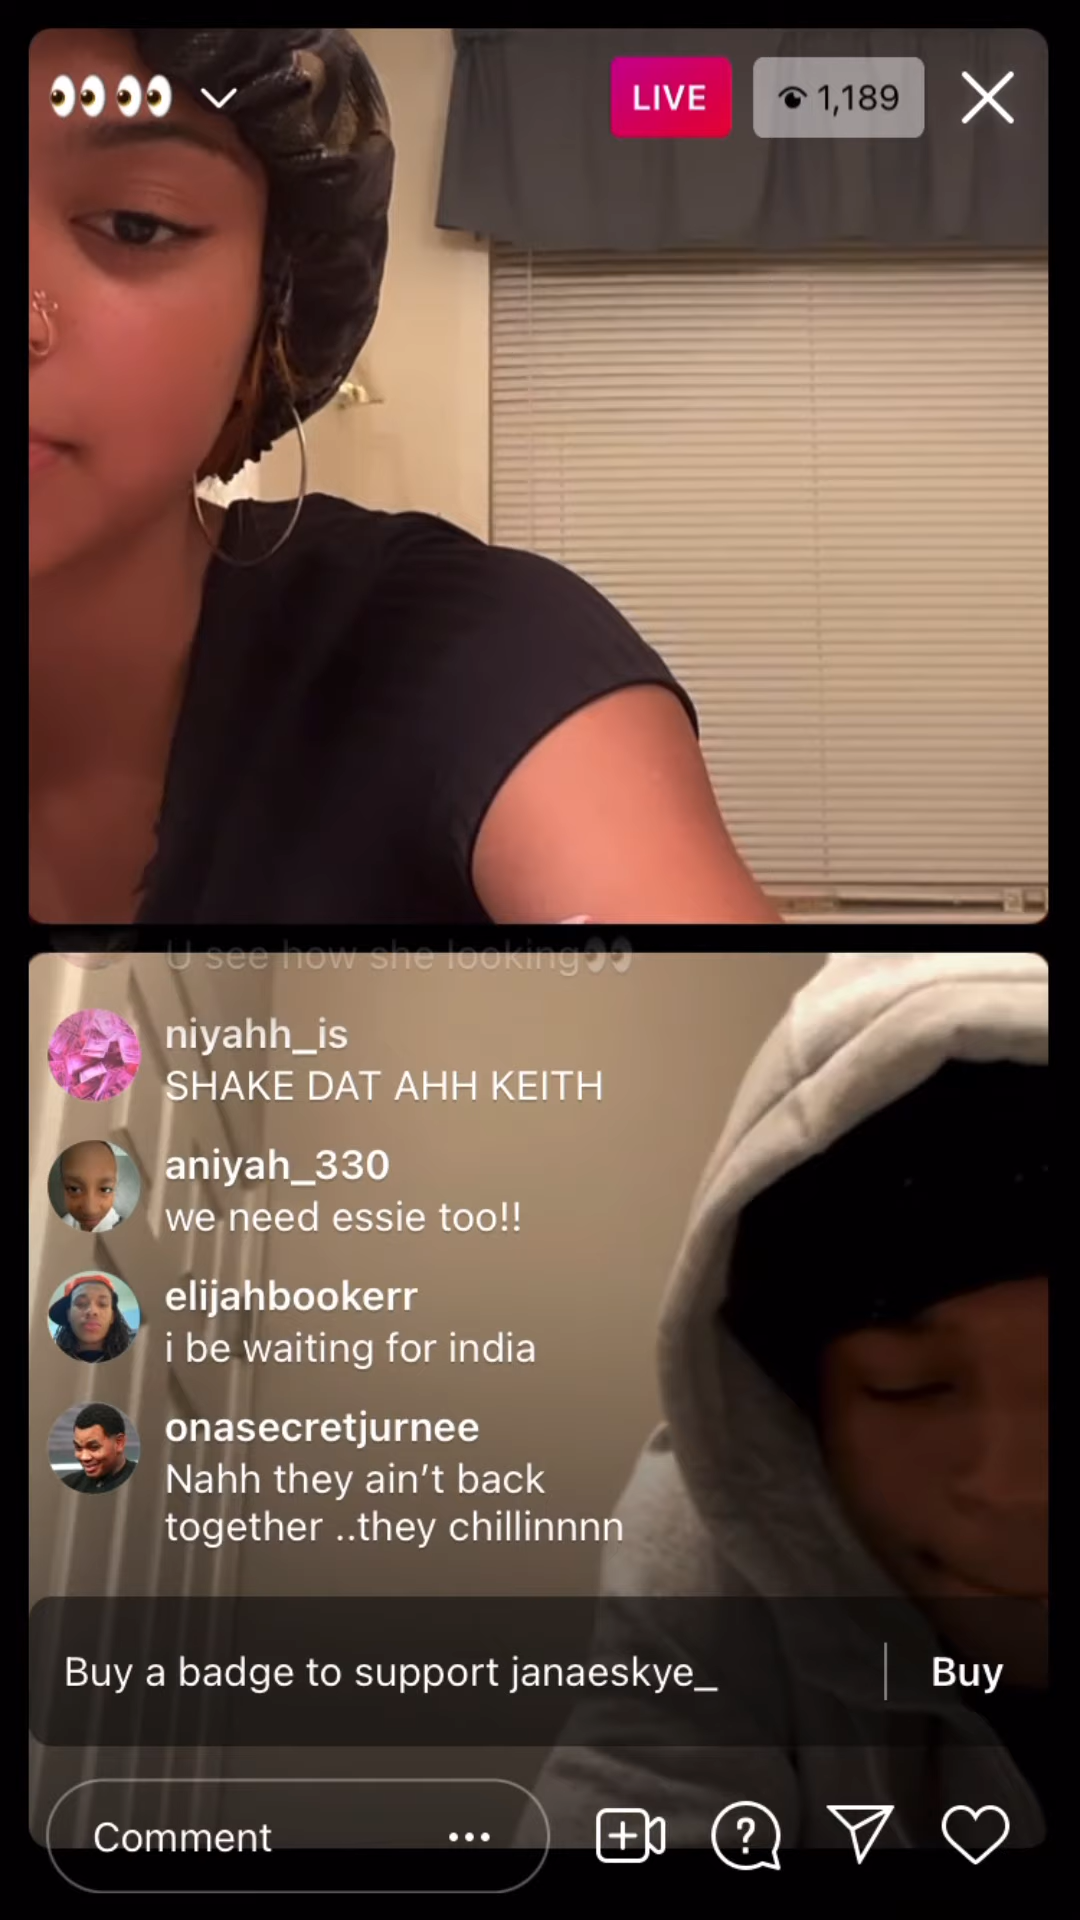 👀👀
LIVE
1,189
U see how she looking👀
niyahh_is
SHAKE DAT AHH KEITH
aniyah_330
we need essie too!!
elijahbookerr
i be waiting for india
onasecretjurnee
Nahh they ain’t back
together ..they chillinnnn
Buy a badge to support janaeskye_
Buy
Comment